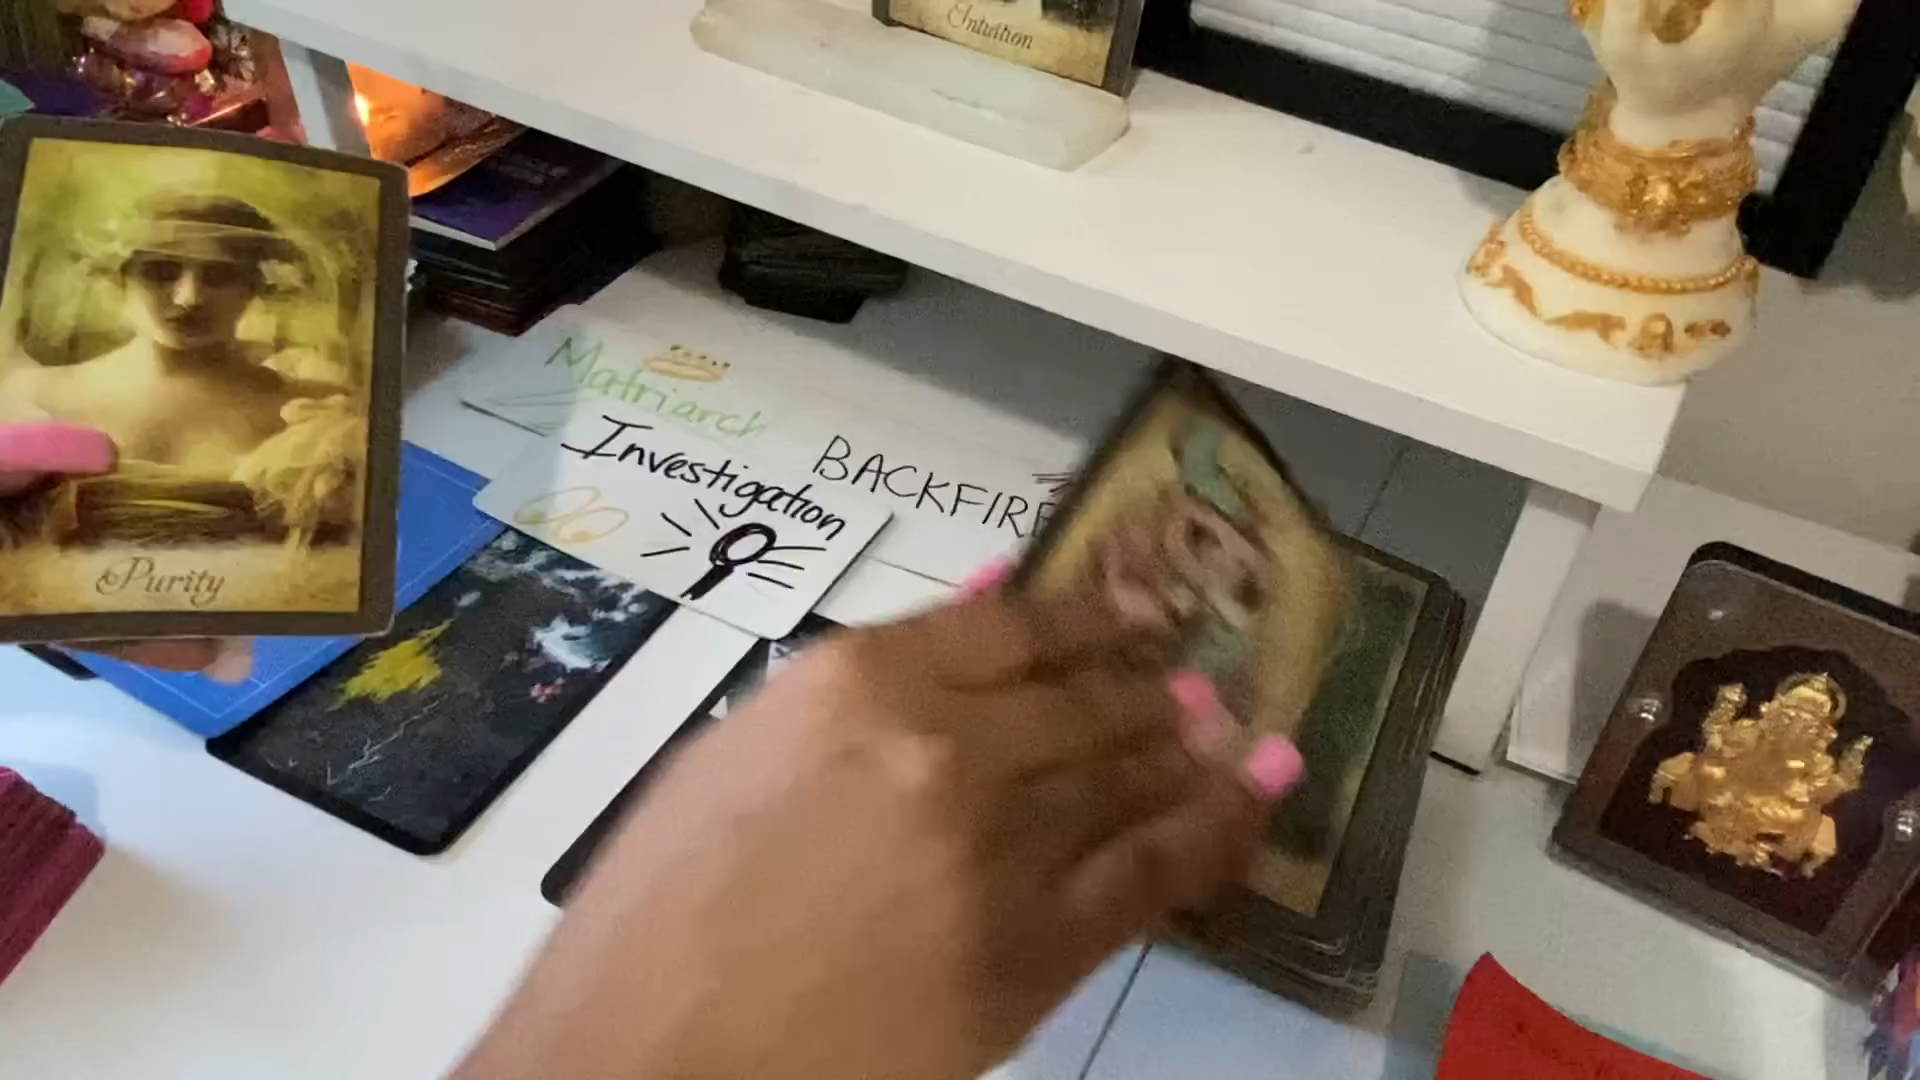 Intuition
Matriarch
Investigation
BACKFIRE
Purity